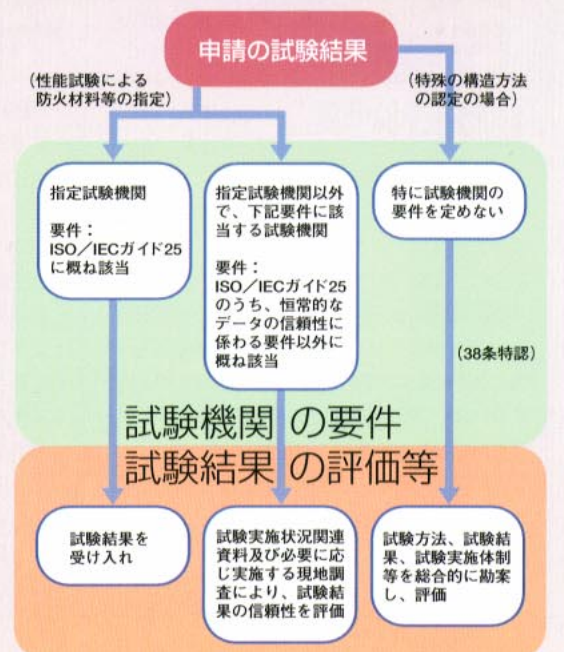 申請の試験結果
(性能試験による
防火材料等の指定)
(特殊の構造方法
の認定の場合)
指定試験機関
要件:
ISO/IECガイド25
に概ね該当
指定試験機関以外
で、下記要件に該
当する試験機関
要件:
ISO/IECガイド25
のうち、恒常的な
データの信頼性に
係わる要件以外に
概ね該当
特に試験機関の
要件を定めない
(38条特認)
試験機関の要件
試験結果の評価等
試験結果を
受け入れ
試験実施状況関連
資料及び必要に応
じ実施する現地調
査により、試験結
果の信頼性を評価
試験方法、試験結
果、試験実施体制
等を総合的に勘案
し、評価